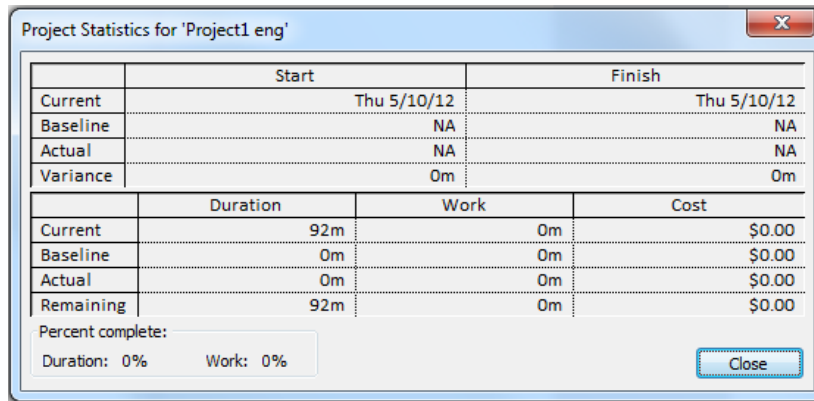 Project Statistics for 'Project1 eng'
Start Finish
Current Thu 5/10/12 Thu 5/10/12
Baseline NA NA
Actual NA NA
Variance 0m 0m
Duration Work Cost
Current 92m 0m $0.00
Baseline 0m 0m $0.00
Actual 0m 0m $0.00
Remaining 92m 0m $0.00
Percent complete:
Duration: 0% Work: 0%
Close